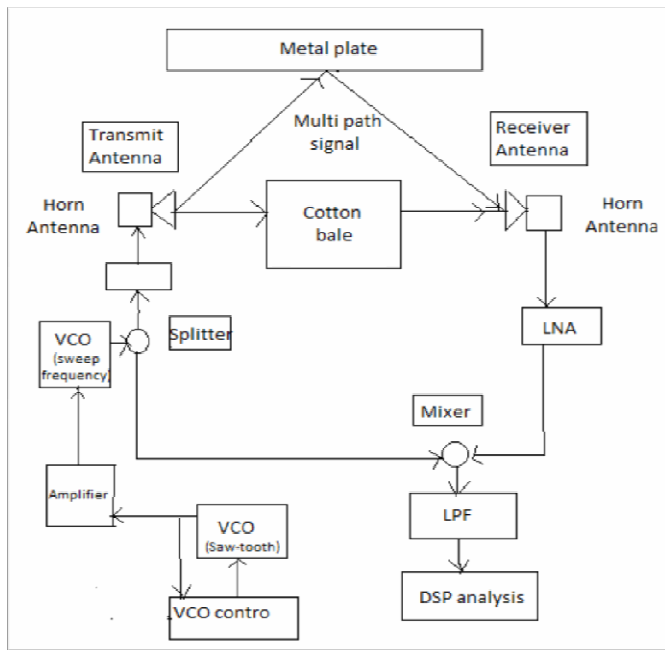 Metal plate
Transmit
Antenna
Multi path
signal
Receiver
Antenna
Horn
Antenna
Cotton
bale
Horn
Antenna
VCO
(sweep
frequency)
Splitter
LNA
Mixer
Amplifier
VCO
(Saw-tooth)
LPF
VCO contro
DSP analysis